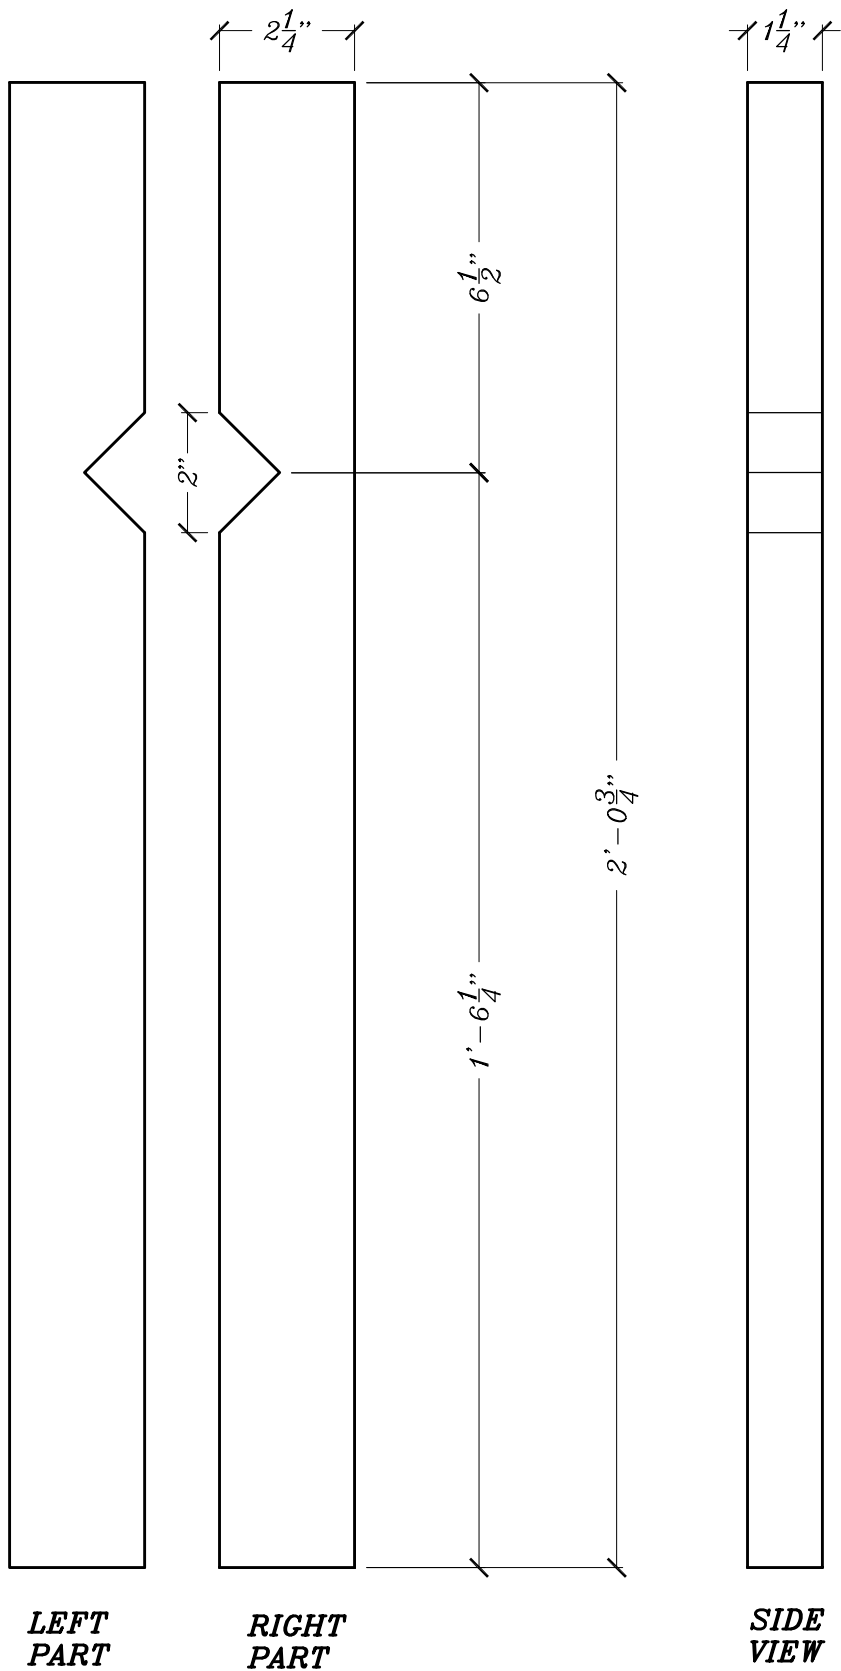 2 1/4"
1 1/4"
6 1/2"
2"
2'-0 3/4"
1'-6 1/4"
LEFT
PART
RIGHT
PART
SIDE
VIEW